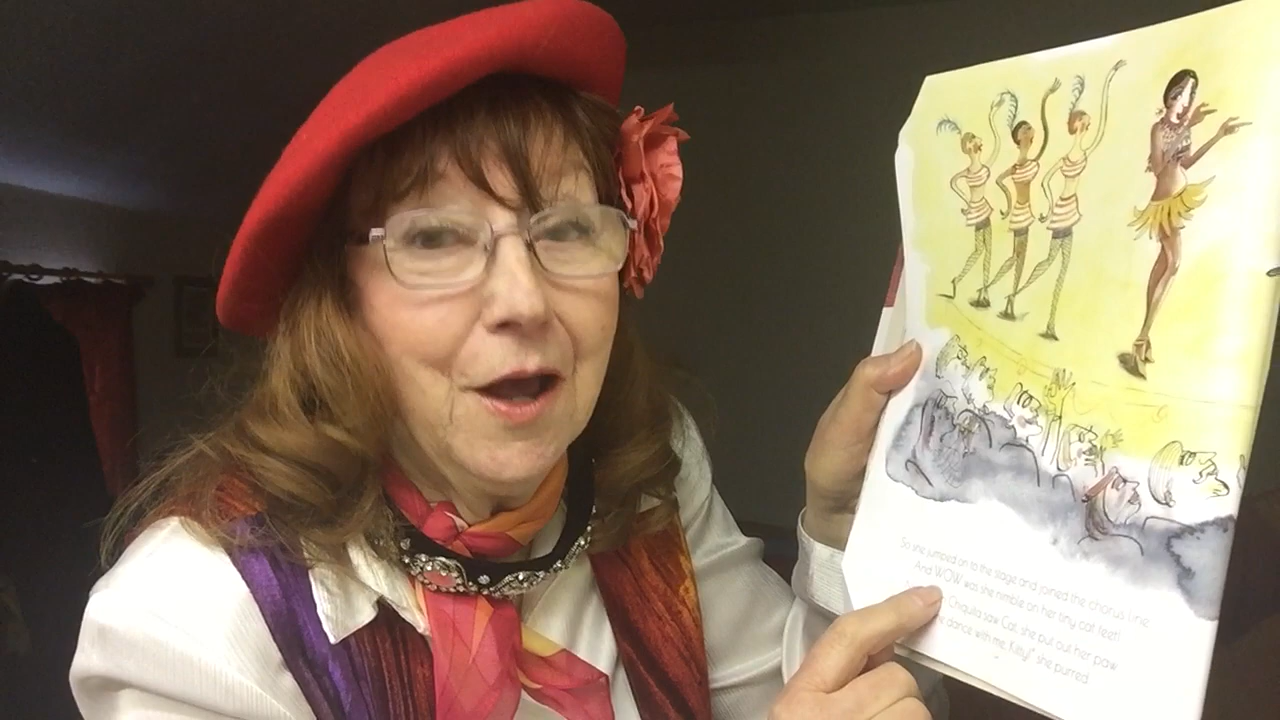 So she jumped on to the stage and joined the chorus line
And WOW was she nimble on her tiny cat feet!
Chiquita saw Cat, she put out her paw
dance with me, Kitty!" she purred